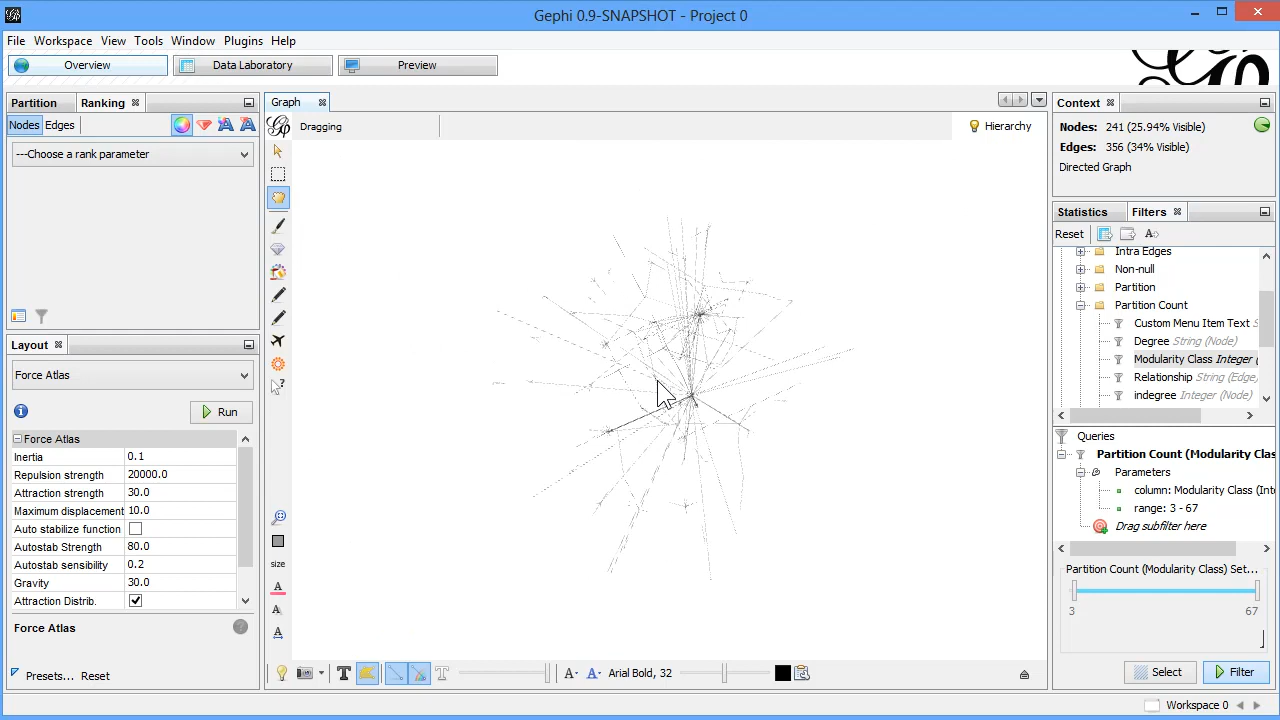 Gephi 0.9-SNAPSHOT - Project 0
File Workspace View Tools Window Plugins Help
Overview Data Laboratory Preview
Partition Ranking
Nodes Edges
---Choose a rank parameter
Layout
Force Atlas
Run
Force Atlas
Inertia 0.1
Repulsion strength 20000.0
Attraction strength 30.0
Maximum displacement 10.0
Auto stabilize function
Autostab Strength 80.0
Autostab sensibility 0.2
Gravity 30.0
Attraction Distrib.
Force Atlas
Presets... Reset
Graph
Dragging
Hierarchy
size
A
A
A
T T A- A- Arial Bold, 32
Context
Nodes: 241 (25.94% Visible)
Edges: 356 (34% Visible)
Directed Graph
Statistics Filters
Reset
Intra Edges
Non-null
Partition
Partition Count
Custom Menu Item Text S
Degree String (Node)
Modularity Class Integer (
Relationship String (Edge)
indegree Integer (Node)
Queries
Partition Count (Modularity Clas
Parameters
column: Modularity Class (Int
range: 3 - 67
Drag subfilter here
Partition Count (Modularity Class) Set...
3 67
Select Filter
Workspace 0